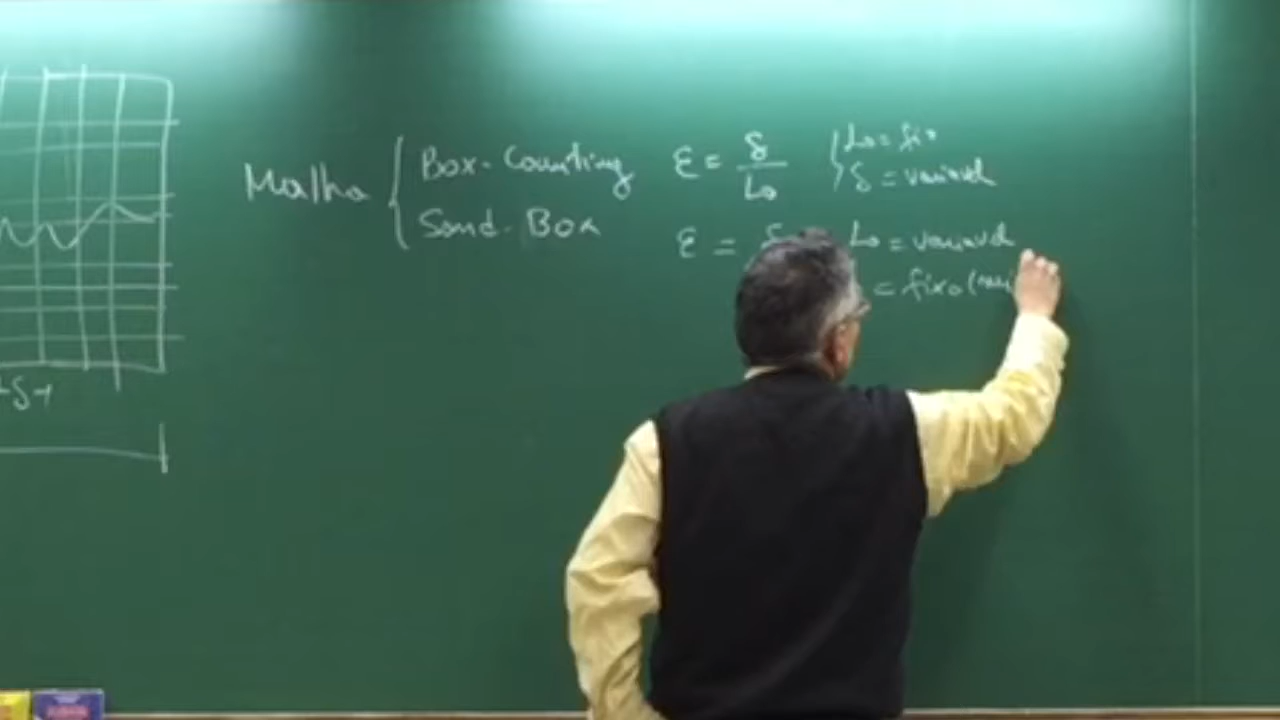 Malha { Box-Counting ε = δ/L₀ { L₀ = fixo
δ = variável
Sand-Box ε = δ L₀ = variável
= fixo (
δ